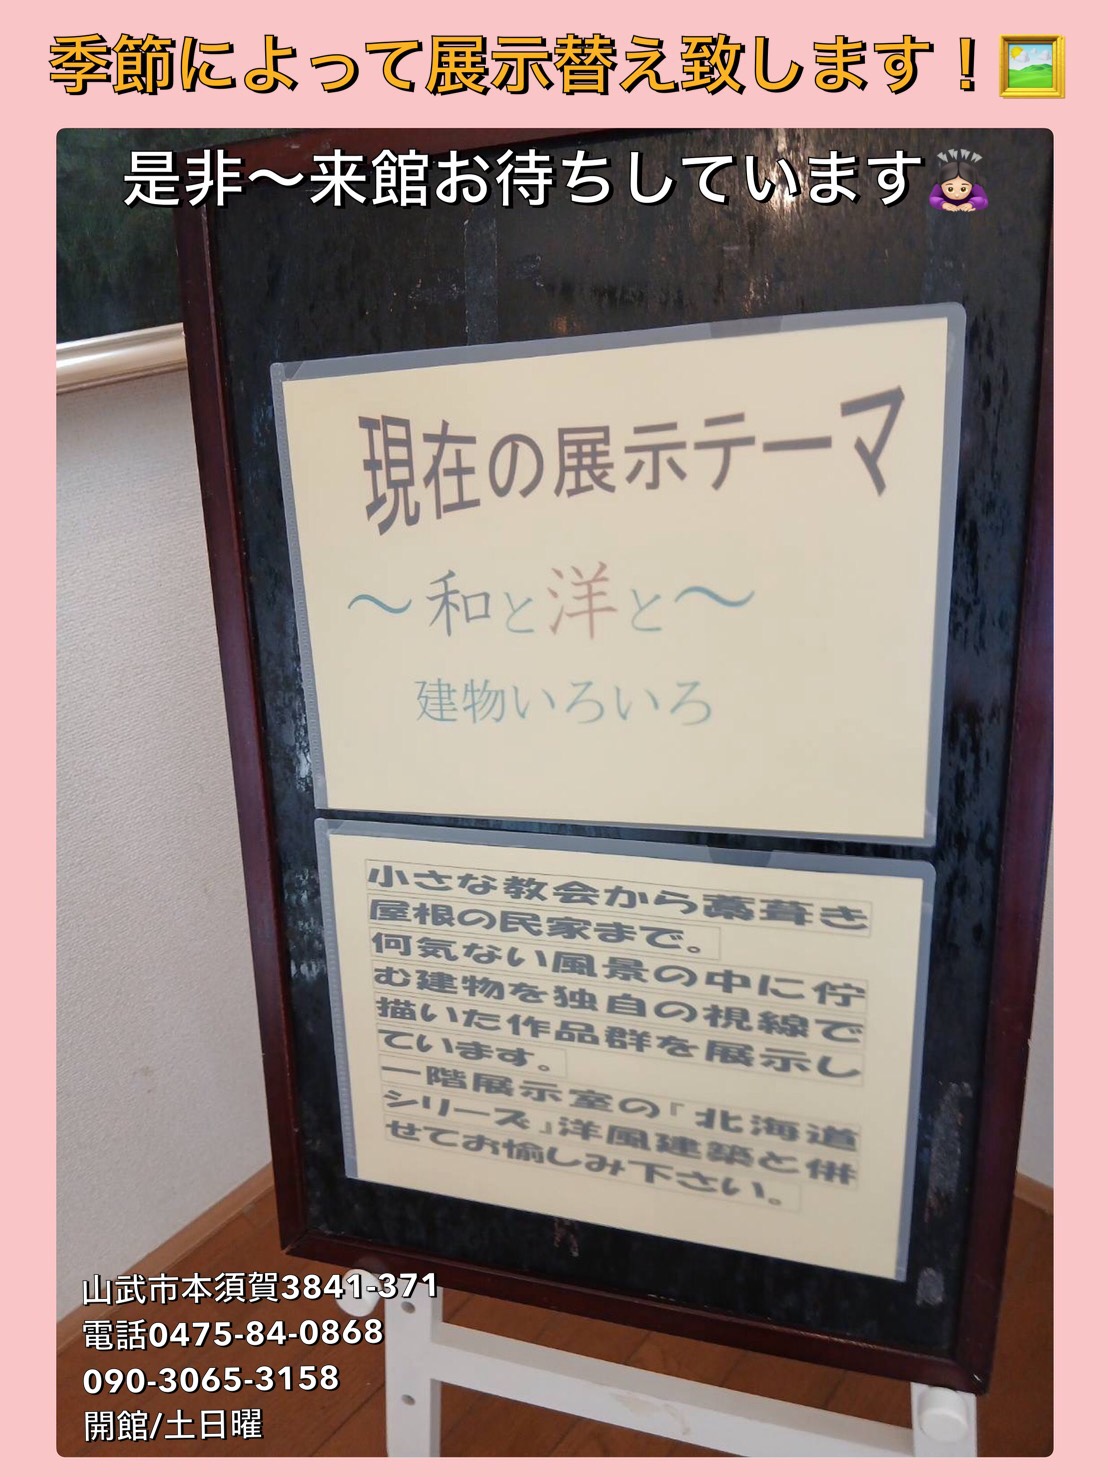 季節によって展示替え致します！
是非〜来館お待ちしています
現在の展示テーマ
〜和と洋と〜
建物いろいろ
小さな教会から藁葺き
屋根の民家まで。
何気ない風景の中に佇
む建物を独自の視線で
描いた作品群を展示し
ています。
一階展示室の『北海道
シリーズ』洋風建築と併
せてお愉しみ下さい。
山武市本須賀3841-371
電話0475-84-0868
090-3065-3158
開館/土日曜